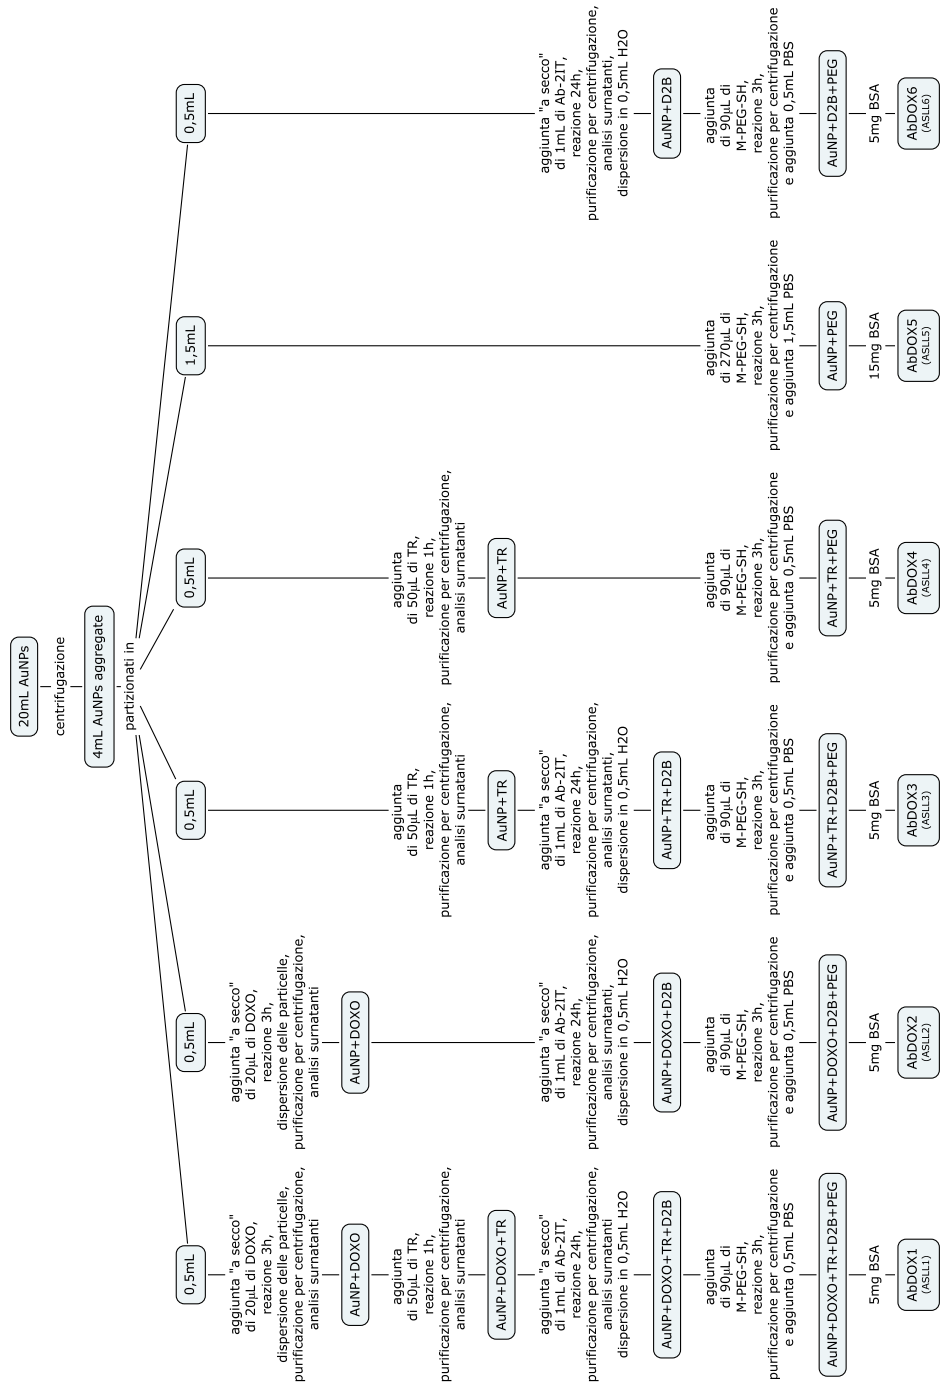 20mL AuNPs
centrifugazione
4mL AuNPs aggregate
partizionati in
0,5mL
aggiunta "a secco"
di 20µL di DOXO,
reazione 3h,
dispersione delle particelle,
purificazione per centrifugazione,
analisi surnatanti
AuNP+DOXO
aggiunta
di 50µL di TR,
reazione 1h,
purificazione per centrifugazione,
analisi surnatanti
AuNP+DOXO+TR
aggiunta "a secco"
di 1mL di Ab-2IT,
reazione 24h,
purificazione per centrifugazione,
analisi surnatanti
dispersione in 0,5mL H2O
AuNP+DOXO+TR+D2B
aggiunta
di 90µL di
M-PEG-SH,
reazione 3h,
purificazione per centrifugazione
e aggiunta 0,5mL PBS
AuNP+DOXO+TR+D2B+PEG
5mg BSA
AbDOX1
(ASLL1)
0,5mL
aggiunta "a secco"
di 20µL di DOXO,
reazione 3h,
dispersione delle particelle,
purificazione per centrifugazione,
analisi surnatanti
AuNP+DOXO
aggiunta "a secco"
di 1mL di Ab-2IT,
reazione 24h,
purificazione per centrifugazione,
analisi surnatanti,
dispersione in 0,5mL H2O
AuNP+DOXO+D2B
aggiunta
di 90µL di
M-PEG-SH,
reazione 3h,
purificazione per centrifugazione
e aggiunta 0,5mL PBS
AuNP+DOXO+D2B+PEG
5mg BSA
AbDOX2
(ASLL2)
0,5mL
aggiunta
di 50µL di TR,
reazione 1h,
purificazione per centrifugazione,
analisi surnatanti
AuNP+TR
aggiunta "a secco"
di 1mL di Ab-2IT,
reazione 24h,
purificazione per centrifugazione,
analisi surnatanti,
dispersione in 0,5mL H2O
AuNP+TR+D2B
aggiunta
di 90µL di
M-PEG-SH,
reazione 3h,
purificazione per centrifugazione
e aggiunta 0,5mL PBS
AuNP+TR+D2B+PEG
5mg BSA
AbDOX3
(ASLL3)
0,5mL
aggiunta
di 50µL di TR,
reazione 1h,
purificazione per centrifugazione,
analisi surnatanti
AuNP+TR
aggiunta
di 90µL di
M-PEG-SH,
reazione 3h,
purificazione per centrifugazione
e aggiunta 0,5mL PBS
AuNP+TR+PEG
5mg BSA
AbDOX4
(ASLL4)
1,5mL
aggiunta
di 270µL di
M-PEG-SH,
reazione 3h,
purificazione per centrifugazione
e aggiunta 1,5mL PBS
AuNP+PEG
15mg BSA
AbDOX5
(ASLL5)
0,5mL
aggiunta "a secco"
di 1mL di Ab-2IT,
reazione 24h,
purificazione per centrifugazione,
analisi surnatanti,
dispersione in 0,5mL H2O
AuNP+D2B
aggiunta
di 90µL di
M-PEG-SH,
reazione 3h,
purificazione per centrifugazione
e aggiunta 0,5mL PBS
AuNP+D2B+PEG
5mg BSA
AbDOX6
(ASLL6)